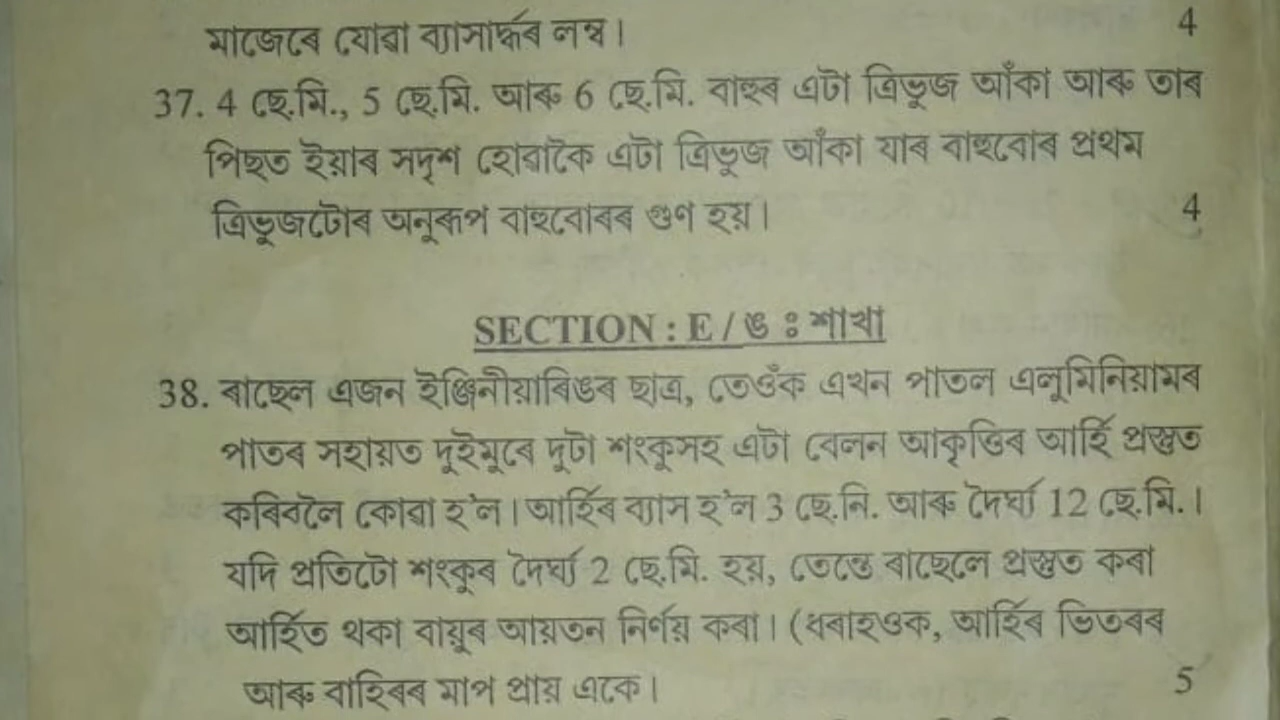 মাজেৰে যোৱা ব্যাসাৰ্দ্ধৰ লম্ব। 4
37. 4 ছে.মি., 5 ছে.মি. আৰু 6 ছে.মি. বাহুৰ এটা ত্ৰিভুজ আঁকা আৰু তাৰ
পিছত ইয়াৰ সদৃশ হোৱাকৈ এটা ত্ৰিভুজ আঁকা যাৰ বাহুবোৰ প্ৰথম
ত্ৰিভুজটোৰ অনুৰূপ বাহুবোৰৰ গুণ হয়। 4
SECTION : E / ঙ ঃ শাখা
38. ৰাছেল এজন ইঞ্জিনীয়াৰিঙৰ ছাত্ৰ, তেওঁক এখন পাতল এলুমিনিয়ামৰ
পাতৰ সহায়ত দুইমুৰে দুটা শংকুসহ এটা বেলন আকৃত্তিৰ আৰ্হি প্ৰস্তুত
কৰিবলৈ কোৱা হ'ল। আৰ্হিৰ ব্যাস হ'ল 3 ছে.নি. আৰু দৈৰ্ঘ্য 12 ছে.মি.।
যদি প্ৰতিটো শংকুৰ দৈৰ্ঘ্য 2 ছে.মি. হয়, তেন্তে ৰাছেলে প্ৰস্তুত কৰা
আৰ্হিত থকা বায়ুৰ আয়তন নিৰ্ণয় কৰা। (ধৰাহওক, আৰ্হিৰ ভিতৰৰ
আৰু বাহিৰৰ মাপ প্ৰায় একে। 5